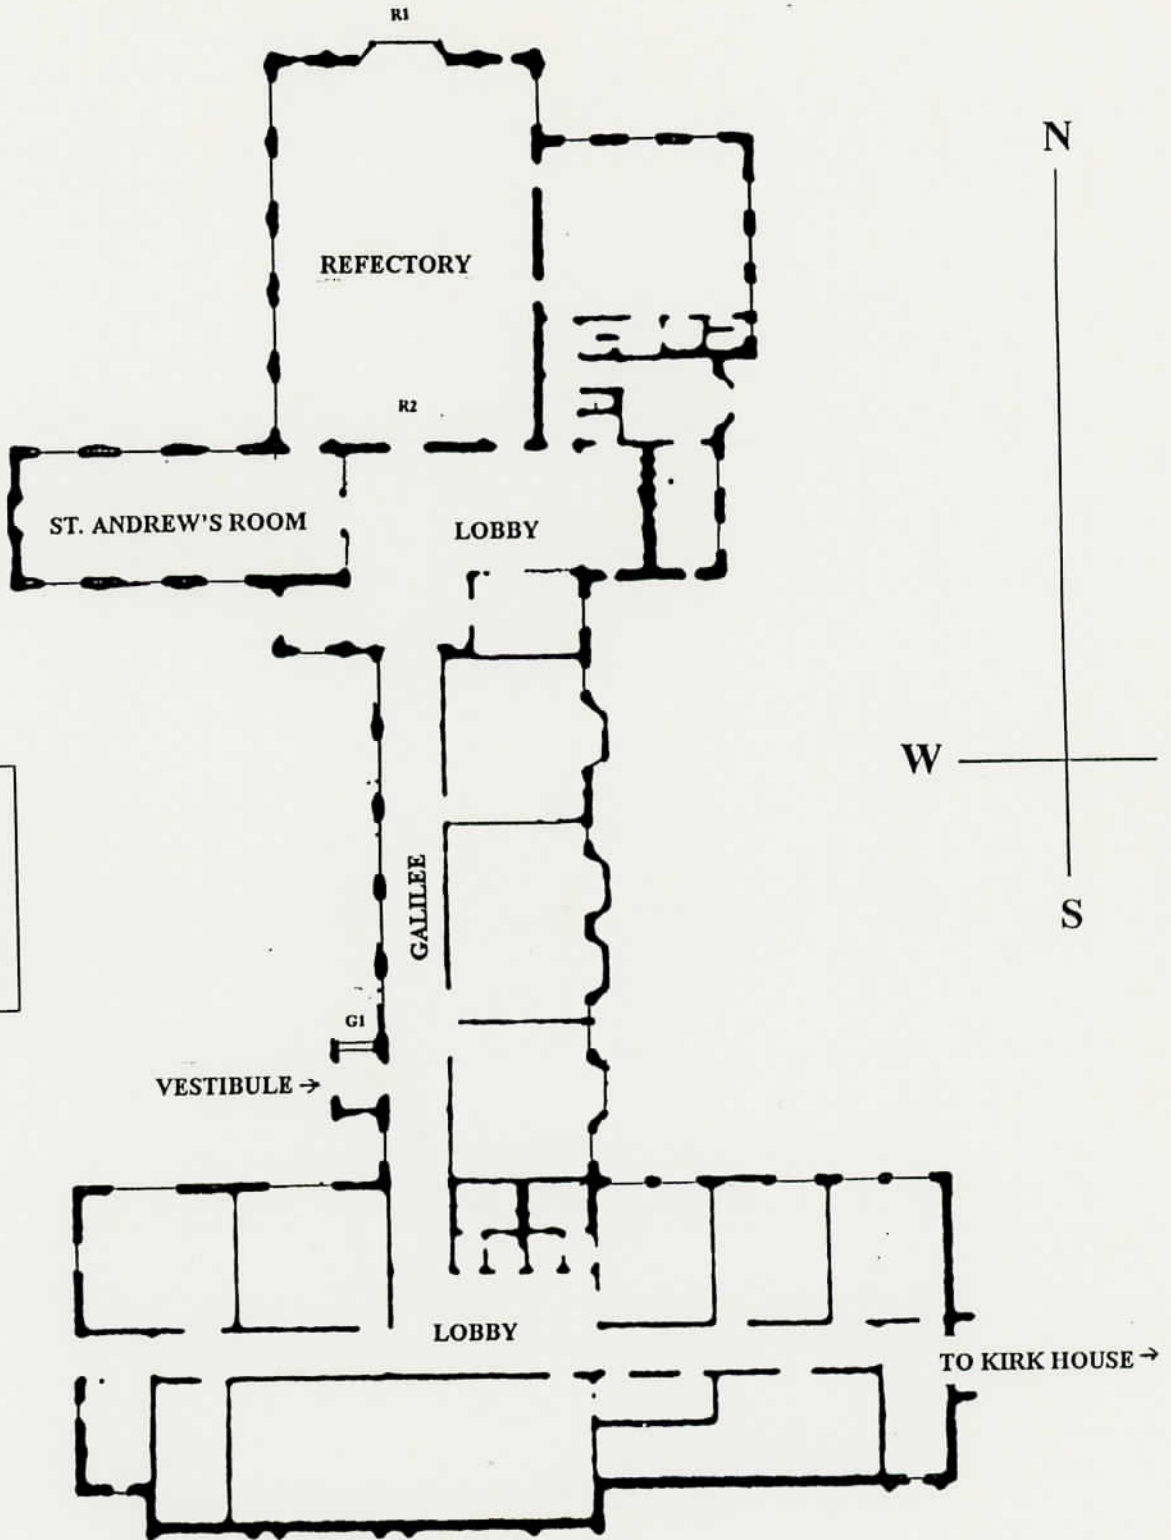 R1
N
REFECTORY
R2
ST. ANDREW'S ROOM
LOBBY
W
GALILEE
S
G1
VESTIBULE →
LOBBY
TO KIRK HOUSE →